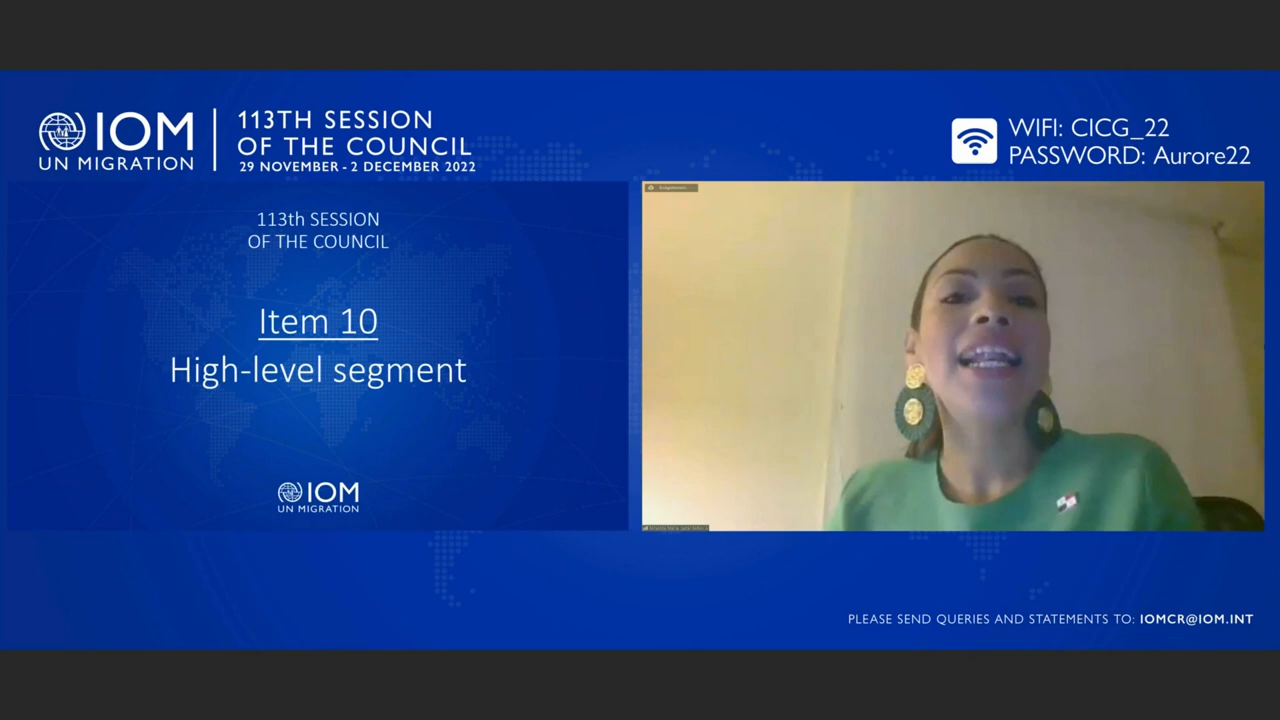 IOM
UN MIGRATION
113TH SESSION
OF THE COUNCIL
29 NOVEMBER - 2 DECEMBER 2022
WIFI: CICG_22
PASSWORD: Aurore22
113th SESSION
OF THE COUNCIL
Item 10
High-level segment
IOM
UN MIGRATION
PLEASE SEND QUERIES AND STATEMENTS TO: IOMCR@IOM.INT